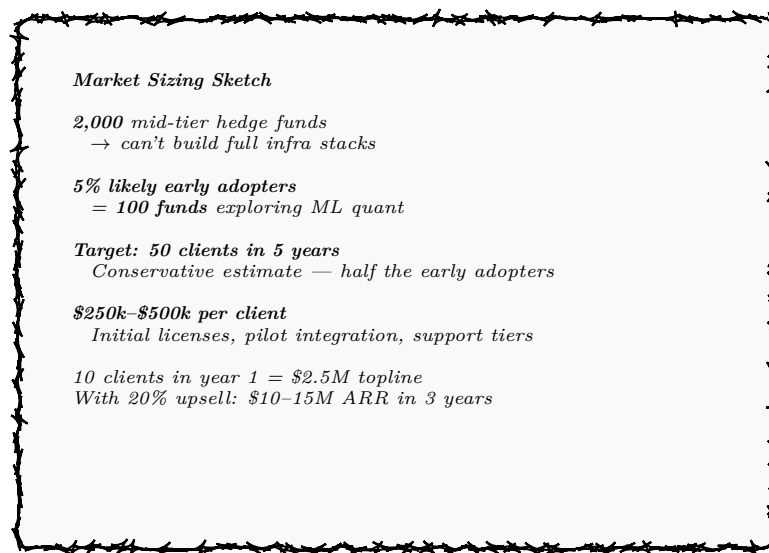 Market Sizing Sketch
2,000 mid-tier hedge funds
→ can't build full infra stacks
5% likely early adopters
= 100 funds exploring ML quant
Target: 50 clients in 5 years
Conservative estimate — half the early adopters
$250k–$500k per client
Initial licenses, pilot integration, support tiers
10 clients in year 1 = $2.5M topline
With 20% upsell: $10–15M ARR in 3 years